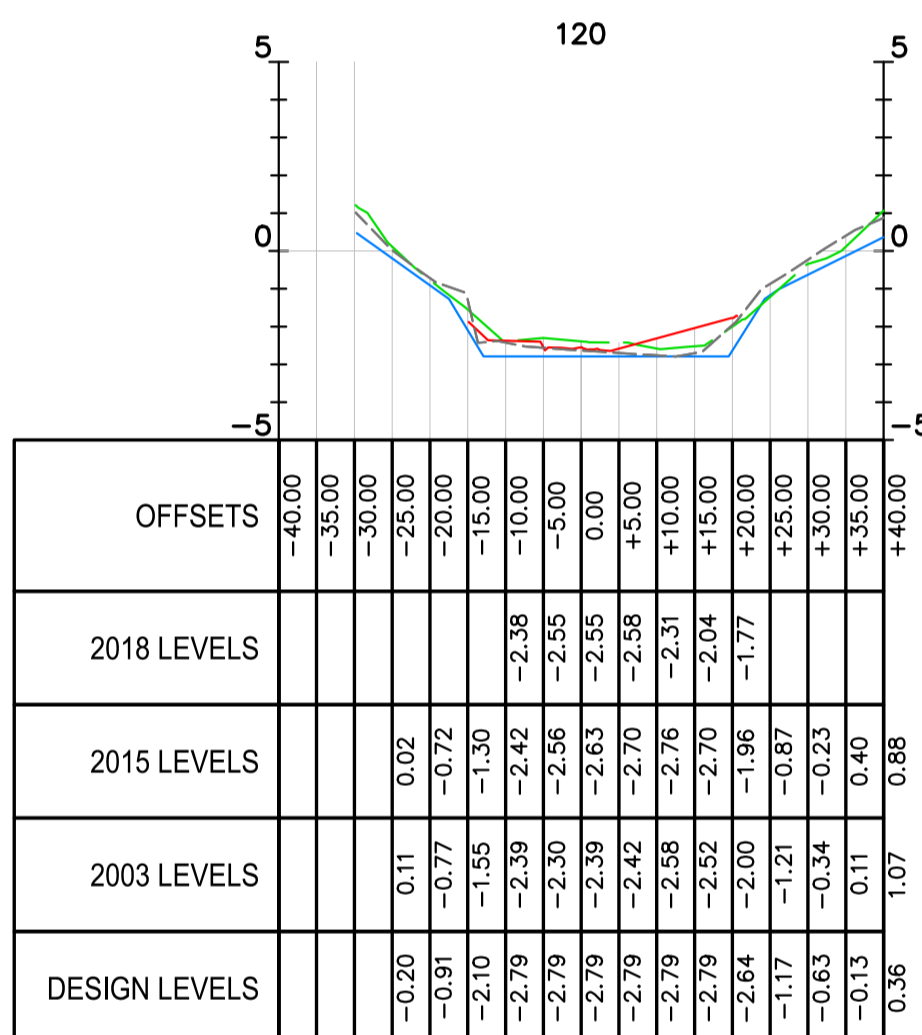 120
5
5
0
0
−5
−5
OFFSETS −40.00 −35.00 −30.00 −25.00 −20.00 −15.00 −10.00 −5.00 0.00 +5.00 +10.00 +15.00 +20.00 +25.00 +30.00 +35.00 +40.00
2018 LEVELS −2.38 −2.55 −2.55 −2.58 −2.31 −2.04 −1.77
2015 LEVELS 0.02 −0.72 −1.30 −2.42 −2.56 −2.63 −2.70 −2.76 −2.70 −1.96 −0.87 −0.23 0.40 0.88
2003 LEVELS 0.11 −0.77 −1.55 −2.39 −2.30 −2.39 −2.42 −2.58 −2.52 −2.00 −1.21 −0.34 0.11 1.07
DESIGN LEVELS −0.20 −0.91 −2.10 −2.79 −2.79 −2.79 −2.79 −2.79 −2.79 −2.64 −1.17 −0.63 −0.13 0.36